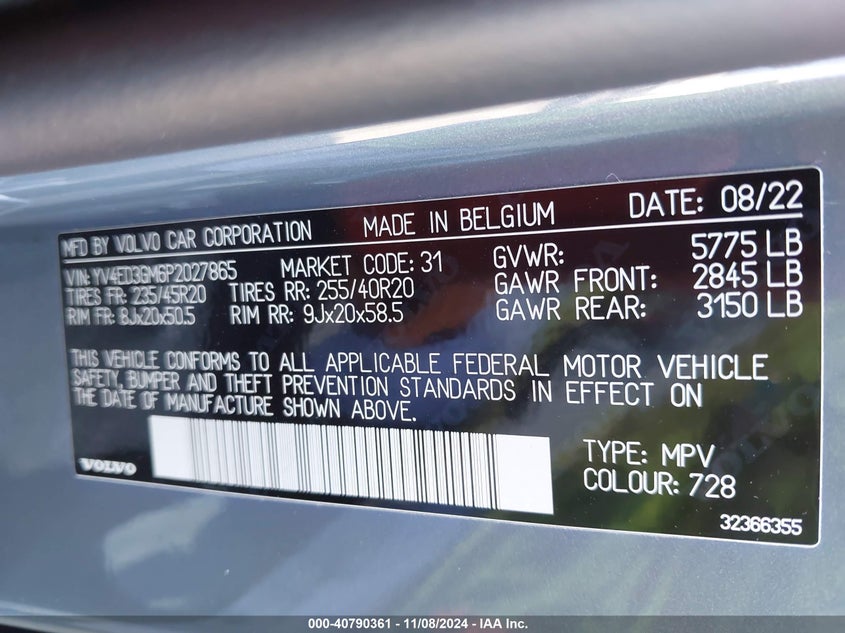 MFD BY VOLVO CAR CORPORATION MADE IN BELGIUM DATE: 08/22
VIN: YV4ED3GM6P2027865 MARKET CODE: 31 GVWR: 5775 LB
TIRES FR: 235/45R20 TIRES RR: 255/40R20 GAWR FRONT: 2845 LB
RIM FR: 8Jx20x50.5 RIM RR: 9Jx20x58.5 GAWR REAR: 3150 LB
THIS VEHICLE CONFORMS TO ALL APPLICABLE FEDERAL MOTOR VEHICLE
SAFETY, BUMPER AND THEFT PREVENTION STANDARDS IN EFFECT ON
THE DATE OF MANUFACTURE SHOWN ABOVE.
TYPE: MPV
VOLVO COLOUR: 728
32366355
000-40790361 - 11/08/2024 - IAA Inc.